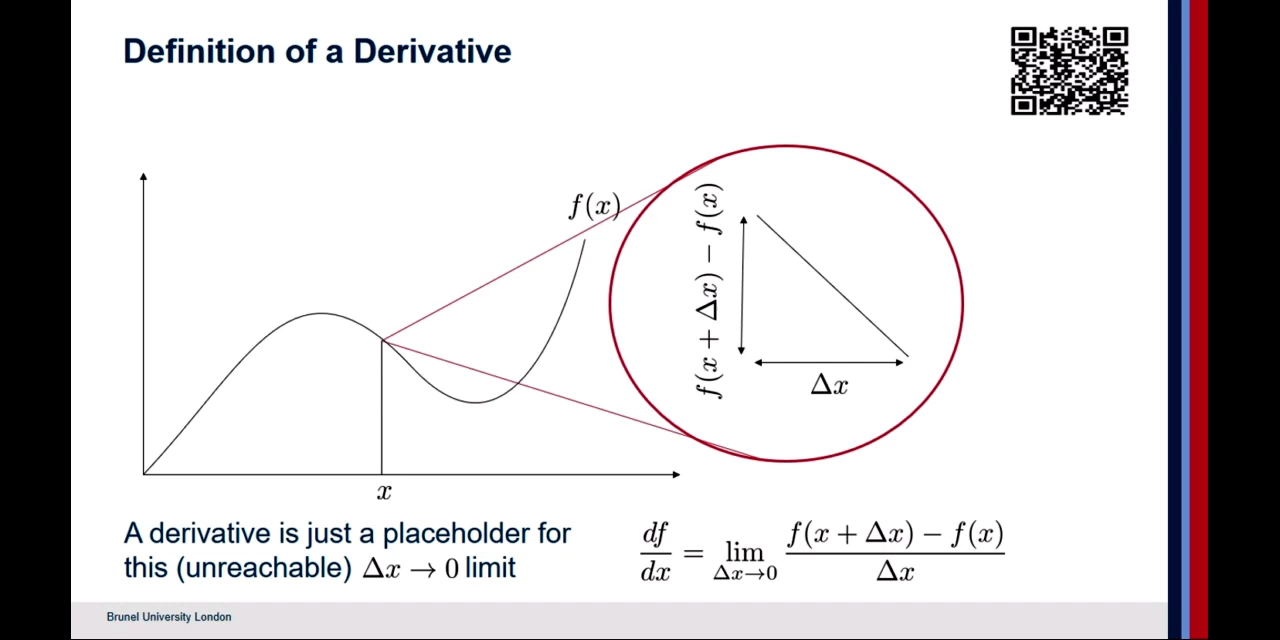 Definition of a Derivative
f(x)
f(x + Δx) − f(x)
Δx
x
A derivative is just a placeholder for
this (unreachable) Δx → 0 limit
df/dx = lim Δx→0 (f(x + Δx) − f(x))/Δx
Brunel University London